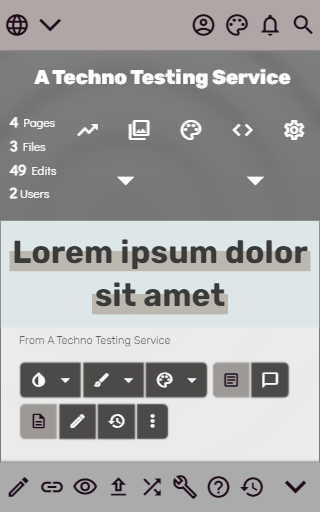 A Techno Testing Service
4 Pages
3 Files
49 Edits
2 Users
Lorem ipsum dolor
sit amet
From A Techno Testing Service